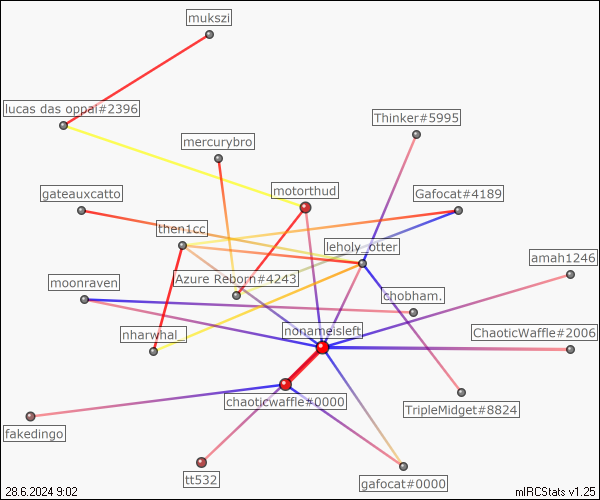 mukszi
lucas das oppai#2396
Thinker#5995
mercurybro
motorthud
gateauxcatto
Gafocat#4189
then1cc
leholy_otter
amah1246
Azure Reborn#4243
moonraven
chobham.
nonameisleft
nharwhal_
ChaoticWaffle#2006
chaoticwaffle#0000
TripleMidget#8824
fakedingo
tt532
gafocat#0000
28.6.2024 9:02
mIRCStats v1.25